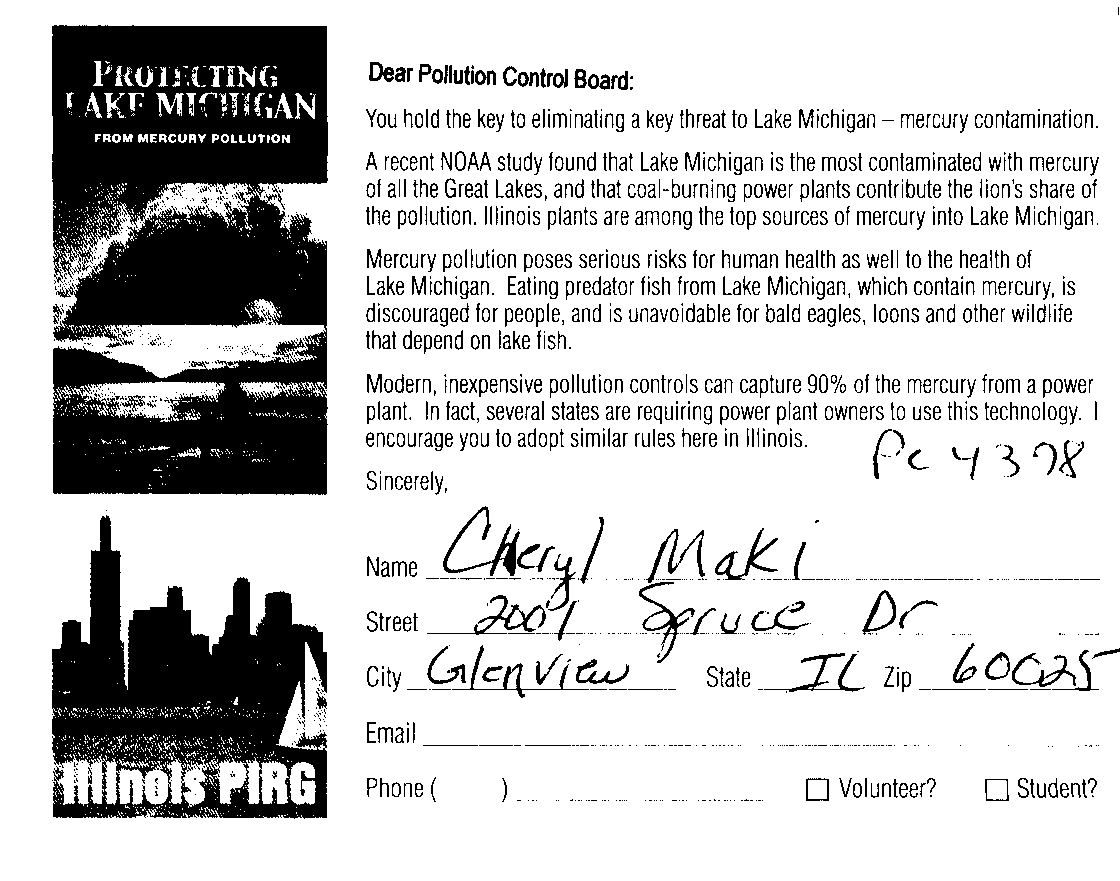 PROTECTING
LAKE MICHIGAN
FROM MERCURY POLLUTION
Illinois PIRG
Dear Pollution Control Board:
You hold the key to eliminating a key threat to Lake Michigan – mercury contamination.
A recent NOAA study found that Lake Michigan is the most contaminated with mercury
of all the Great Lakes, and that coal-burning power plants contribute the lion's share of
the pollution. Illinois plants are among the top sources of mercury into Lake Michigan.
Mercury pollution poses serious risks for human health as well to the health of
Lake Michigan. Eating predator fish from Lake Michigan, which contain mercury, is
discouraged for people, and is unavoidable for bald eagles, loons and other wildlife
that depend on lake fish.
Modern, inexpensive pollution controls can capture 90% of the mercury from a power
plant. In fact, several states are requiring power plant owners to use this technology. I
encourage you to adopt similar rules here in Illinois.
Pc 4378
Sincerely,
Name Cheryl Maki
Street 2001 Spruce Dr
City Glenview State IL Zip 60025
Email
Phone ( )
Volunteer? Student?